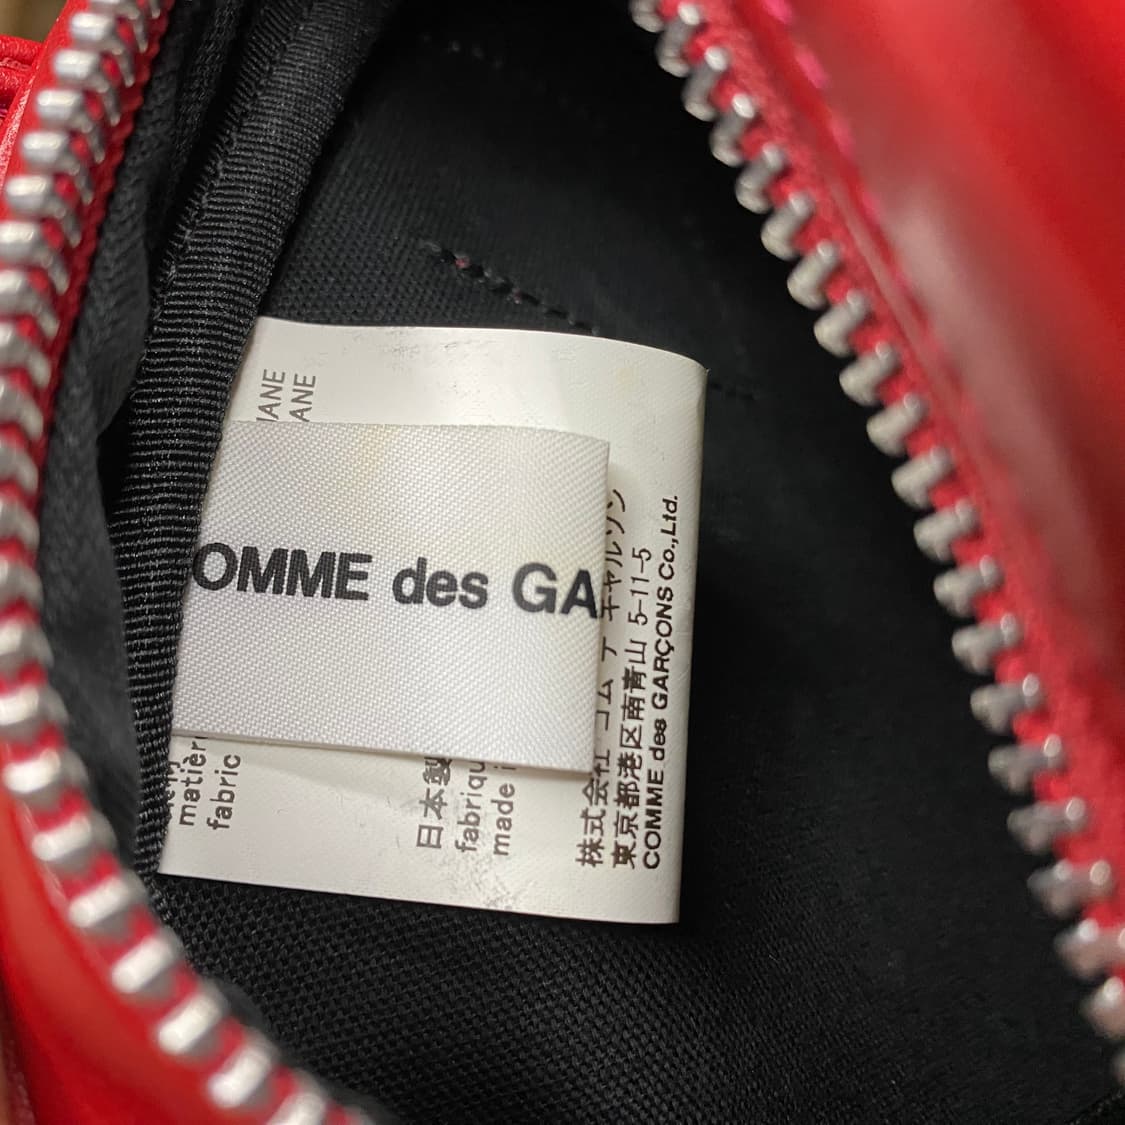 OMME des GA
IANE
ANE
matièr
fabric
日本製
fabriqu
made i
株式会社 コム デ ギャルソン
東京都港区南青山 5-11-5
COMME des GARÇONS Co.,Ltd.